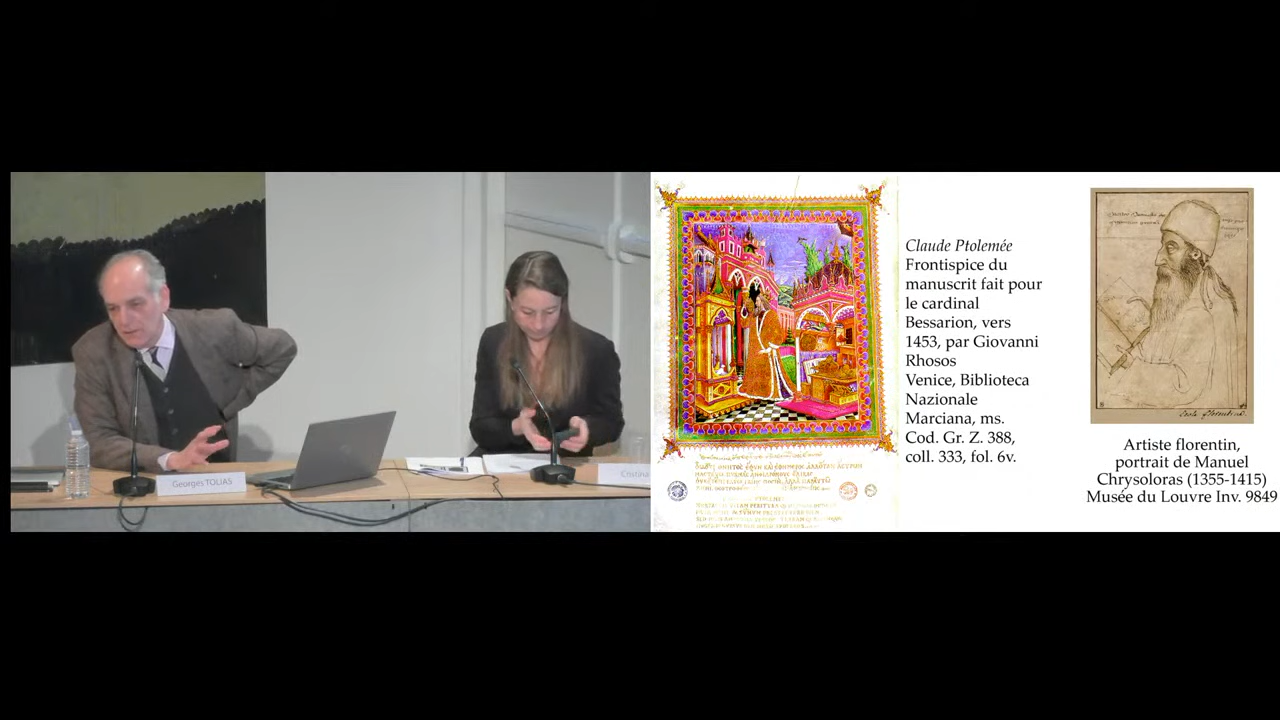 Georges TOLIAS
Cristina
Claude Ptolemée
Frontispice du
manuscrit fait pour
le cardinal
Bessarion, vers
1453, par Giovanni
Rhosos
Venice, Biblioteca
Nazionale
Marciana, ms.
Cod. Gr. Z. 388,
coll. 333, fol. 6v.
Artiste florentin,
portrait de Manuel
Chrysoloras (1355-1415)
Musée du Louvre Inv. 9849